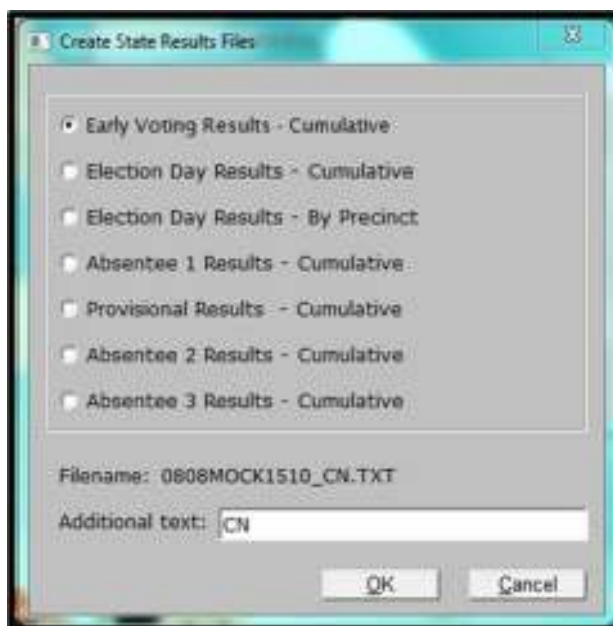 Create State Results Files
Early Voting Results - Cumulative
Election Day Results - Cumulative
Election Day Results - By Precinct
Absentee 1 Results - Cumulative
Provisional Results - Cumulative
Absentee 2 Results - Cumulative
Absentee 3 Results - Cumulative
Filename: 0808MOCK1510_CN.TXT
Additional text: CN
OK Cancel